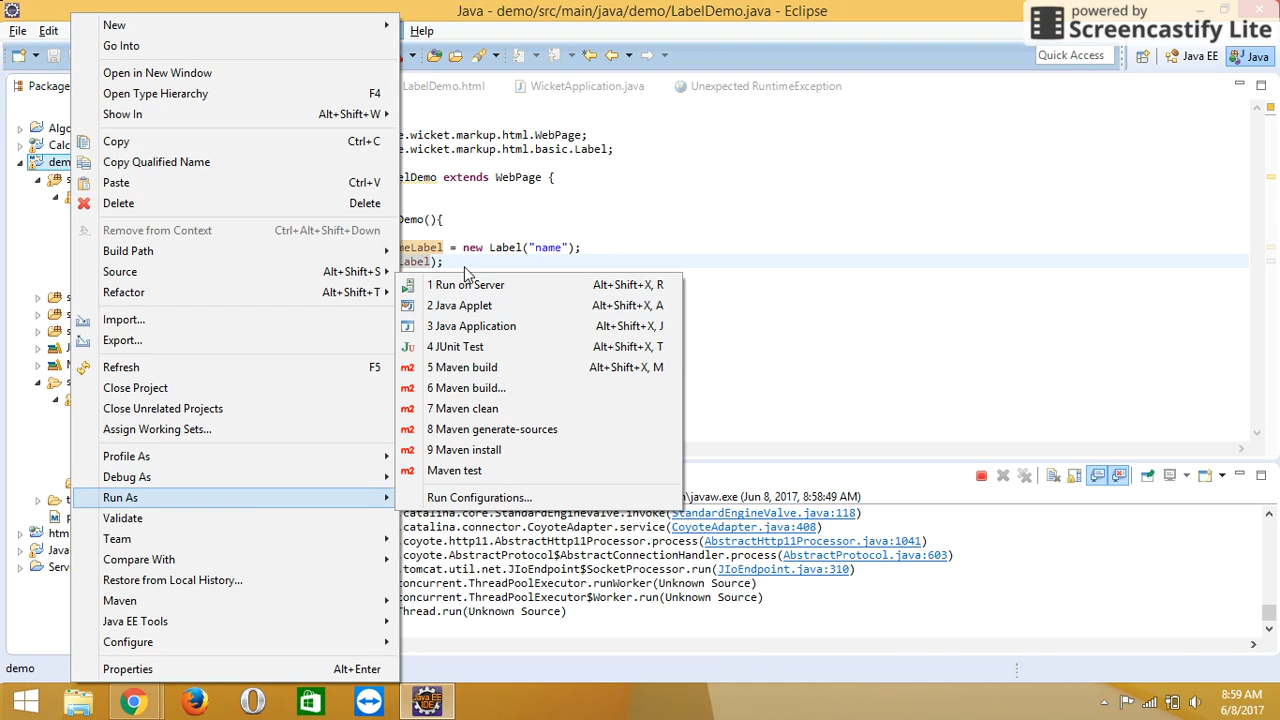 Java - demo/src/main/java/demo/LabelDemo.java - Eclipse
powered by
Screencastify Lite
File Edit Help
Quick Access
Java EE
Java
Package
LabelDemo.html
WicketApplication.java
Unexpected RuntimeException
Algo
Calc
dem
htm
Java
Serv
e.wicket.markup.html.WebPage;
e.wicket.markup.html.basic.Label;
elDemo extends WebPage {
Demo(){
meLabel = new Label("name");
Label);
New
Go Into
Open in New Window
Open Type Hierarchy F4
Show In Alt+Shift+W
Copy Ctrl+C
Copy Qualified Name
Paste Ctrl+V
Delete Delete
Remove from Context Ctrl+Alt+Shift+Down
Build Path
Source Alt+Shift+S
Refactor Alt+Shift+T
Import...
Export...
Refresh F5
Close Project
Close Unrelated Projects
Assign Working Sets...
Profile As
Debug As
Run As
Validate
Team
Compare With
Restore from Local History...
Maven
Java EE Tools
Configure
Properties Alt+Enter
1 Run on Server Alt+Shift+X, R
2 Java Applet Alt+Shift+X, A
3 Java Application Alt+Shift+X, J
4 JUnit Test Alt+Shift+X, T
5 Maven build Alt+Shift+X, M
6 Maven build...
7 Maven clean
8 Maven generate-sources
9 Maven install
Maven test
Run Configurations...
\javaw.exe (Jun 8, 2017, 8:58:49 AM)
catalina.core.StandardEngineValve.invoke(StandardEngineValve.java:118)
catalina.connector.CoyoteAdapter.service(CoyoteAdapter.java:408)
coyote.http11.AbstractHttp11Processor.process(AbstractHttp11Processor.java:1041)
coyote.AbstractProtocol$AbstractConnectionHandler.process(AbstractProtocol.java:603)
tomcat.util.net.JIoEndpoint$SocketProcessor.run(JIoEndpoint.java:310)
concurrent.ThreadPoolExecutor.runWorker(Unknown Source)
concurrent.ThreadPoolExecutor$Worker.run(Unknown Source)
Thread.run(Unknown Source)
demo
8:59 AM
6/8/2017